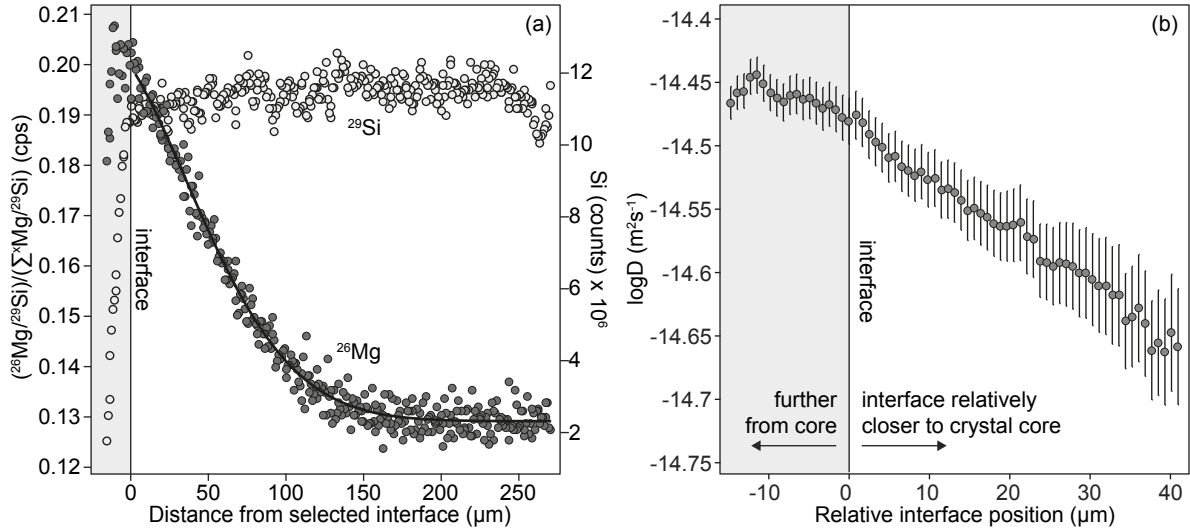 (a)
0.21
0.20
0.19
0.18
0.17
0.16
0.15
0.14
0.13
0.12
(²⁶Mg/²⁹Si)/(∑ˣMg/²⁹Si) (cps)
interface
²⁹Si
²⁶Mg
12
10
8
6
4
2
Si (counts) x 10⁶
0
50
100
150
200
250
Distance from selected interface (µm)
(b)
-14.4
-14.45
-14.5
-14.55
-14.6
-14.65
-14.7
-14.75
logD (m²s⁻¹)
interface
further
from core
interface relatively
closer to crystal core
-10
0
10
20
30
40
Relative interface position (µm)